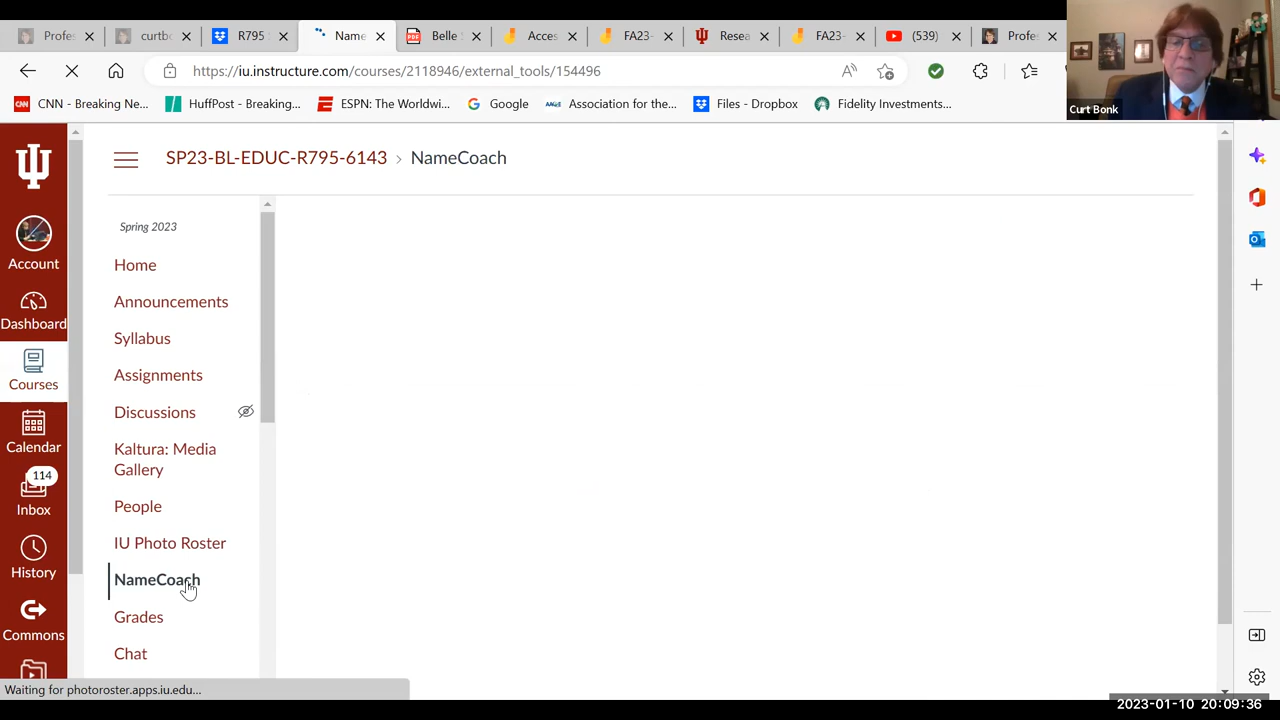 Profes
curtbo
R795
Name
Belle
Acces
FA23-
Resea
FA23-
(539)
Profe
https://iu.instructure.com/courses/2118946/external_tools/154496
CNN - Breaking Ne...
HuffPost - Breaking...
ESPN: The Worldwi...
Google
Association for the...
Files - Dropbox
Fidelity Investments...
Curt Bonk
SP23-BL-EDUC-R795-6143 › NameCoach
Account
Dashboard
Courses
Calendar
114
Inbox
History
Commons
Spring 2023
Home
Announcements
Syllabus
Assignments
Discussions
Kaltura: Media
Gallery
People
IU Photo Roster
NameCoach
Grades
Chat
Waiting for photoroster.apps.iu.edu...
2023-01-10 20:09:36